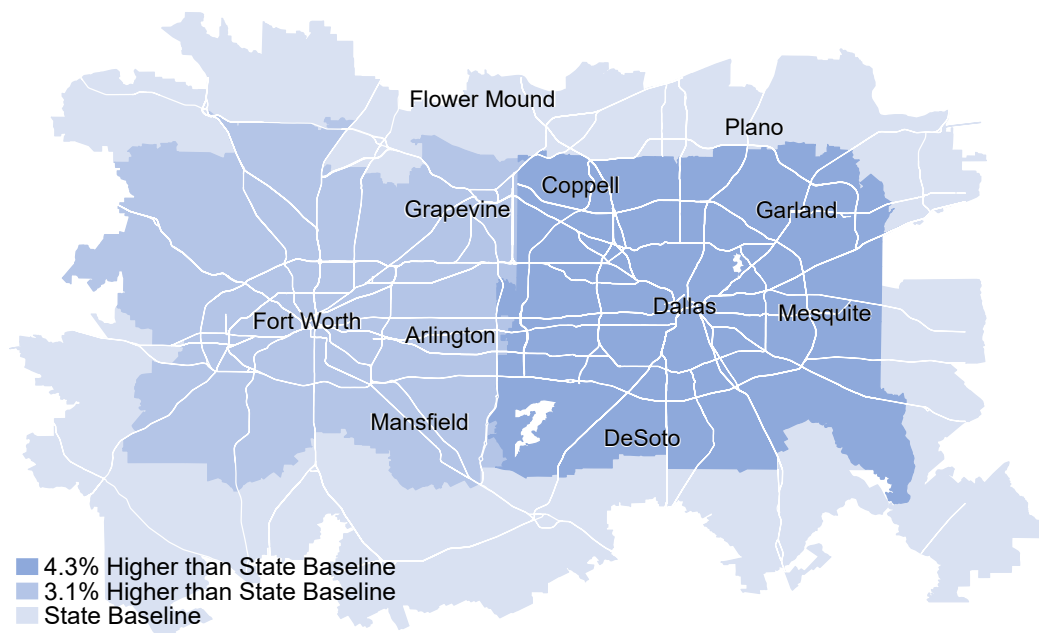 Flower Mound
Plano
Coppell
Grapevine
Garland
Fort Worth
Arlington
Dallas
Mesquite
Mansfield
DeSoto
4.3% Higher than State Baseline
3.1% Higher than State Baseline
State Baseline